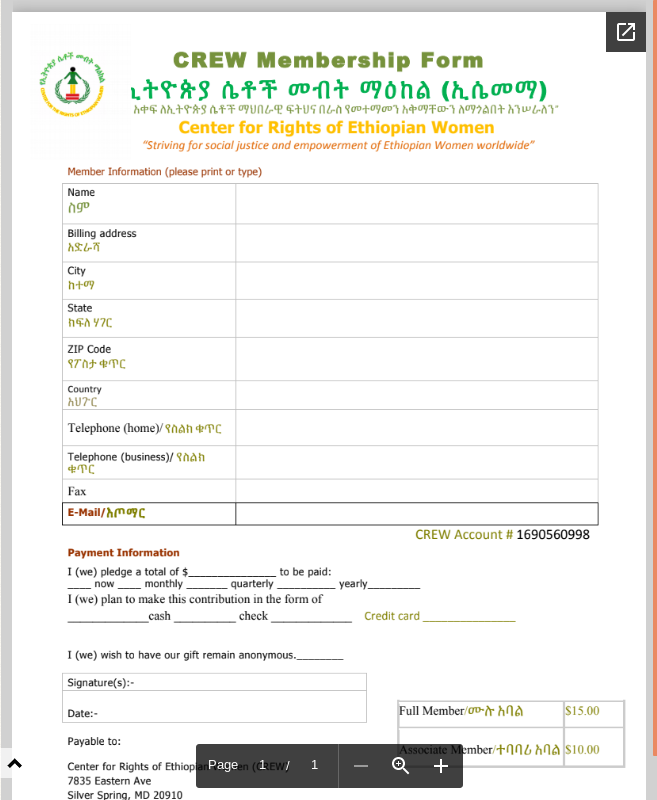 CREW Membership Form
ኢትዮጵያ ሴቶች መብት ማዕከል (ኢሴመማ)
አቀፍ ለኢትዮጵያ ሴቶች ማህበራዊ ፍትህና በራስ የመተማመን አቅማቸውን ለማጎልበት እንሥራለን"
Center for Rights of Ethiopian Women
“Striving for social justice and empowerment of Ethiopian Women worldwide”
Member Information (please print or type)
Name
ስም
Billing address
አድራሻ
City
ከተማ
State
ክፍለ ሃገር
ZIP Code
የፖስታ ቁጥር
Country
አህጉር
Telephone (home)/ የስልክ ቁጥር
Telephone (business)/ የስልክ
ቁጥር
Fax
E-Mail/እጦማር
CREW Account # 1690560998
Payment Information
I (we) pledge a total of $_______________ to be paid:
____ now ____ monthly _______ quarterly __________ yearly_________
I (we) plan to make this contribution in the form of
_____________cash __________ check _____________ Credit card ________________
I (we) wish to have our gift remain anonymous.________
Signature(s):-
Date:-
Full Member/ሙሉ አባል $15.00
Associate Member/ተባባሪ አባል $10.00
Payable to:
Center for Rights of Ethiopian Women (CREW)
Page 1 / 1
7835 Eastern Ave
Silver Spring, MD 20910